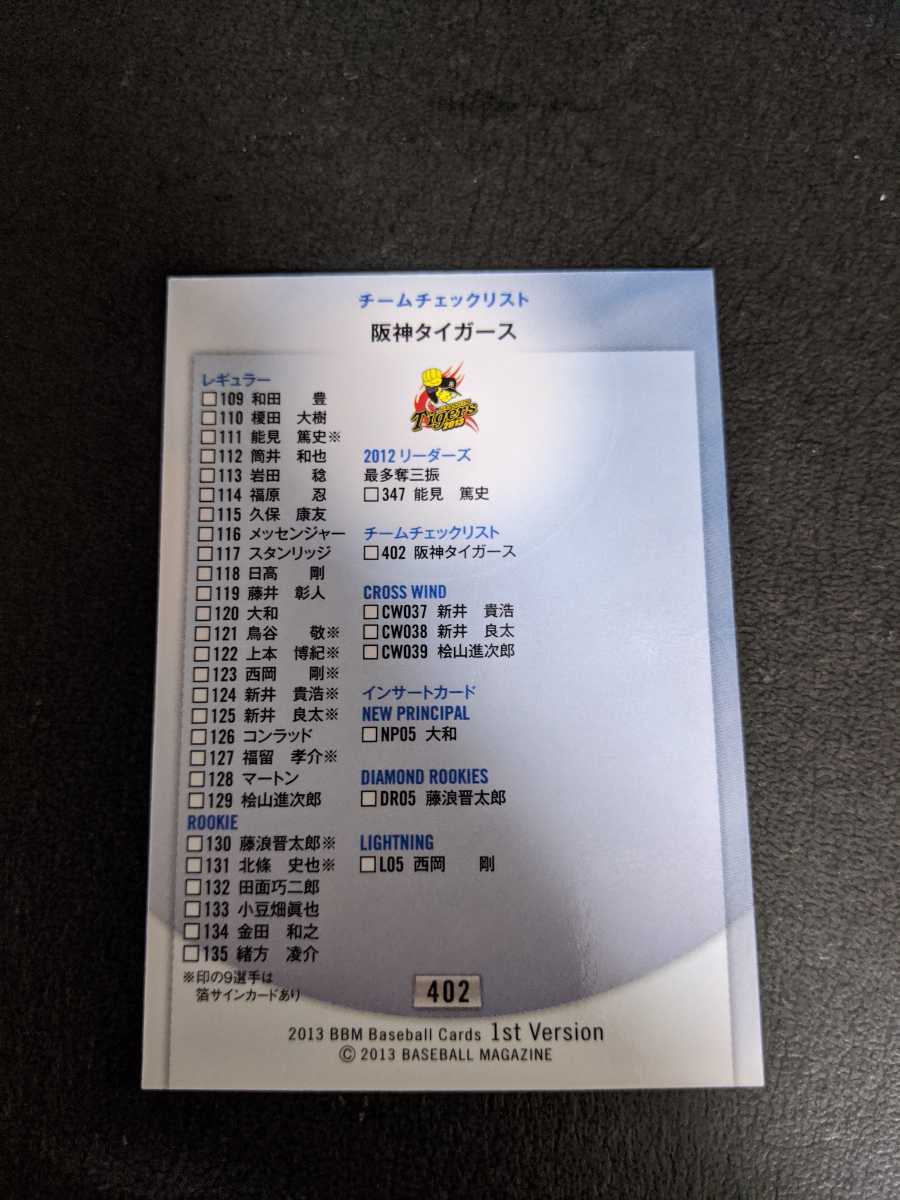 チームチェックリスト
阪神タイガース
レギュラー
□109 和田　豊
□110 榎田　大樹
□111 能見　篤史※
□112 筒井　和也
□113 岩田　稔
□114 福原　忍
□115 久保　康友
□116 メッセンジャー
□117 スタンリッジ
□118 日高　剛
□119 藤井　彰人
□120 大和
□121 鳥谷　敬※
□122 上本　博紀※
□123 西岡　剛※
□124 新井　貴浩※
□125 新井　良太※
□126 コンラッド
□127 福留　孝介※
□128 マートン
□129 桧山進次郎
ROOKIE
□130 藤浪晋太郎※
□131 北條　史也※
□132 田面巧二郎
□133 小豆畑眞也
□134 金田　和之
□135 緒方　凌介
※印の9選手は
箔サインカードあり
Tigers
2013
2012 リーダーズ
最多奪三振
□347 能見　篤史
チームチェックリスト
□402 阪神タイガース
CROSS WIND
□CW037 新井　貴浩
□CW038 新井　良太
□CW039 桧山進次郎
インサートカード
NEW PRINCIPAL
□NP05 大和
DIAMOND ROOKIES
□DR05 藤浪晋太郎
LIGHTNING
□L05 西岡　剛
402
2013 BBM Baseball Cards 1st Version
© 2013 BASEBALL MAGAZINE